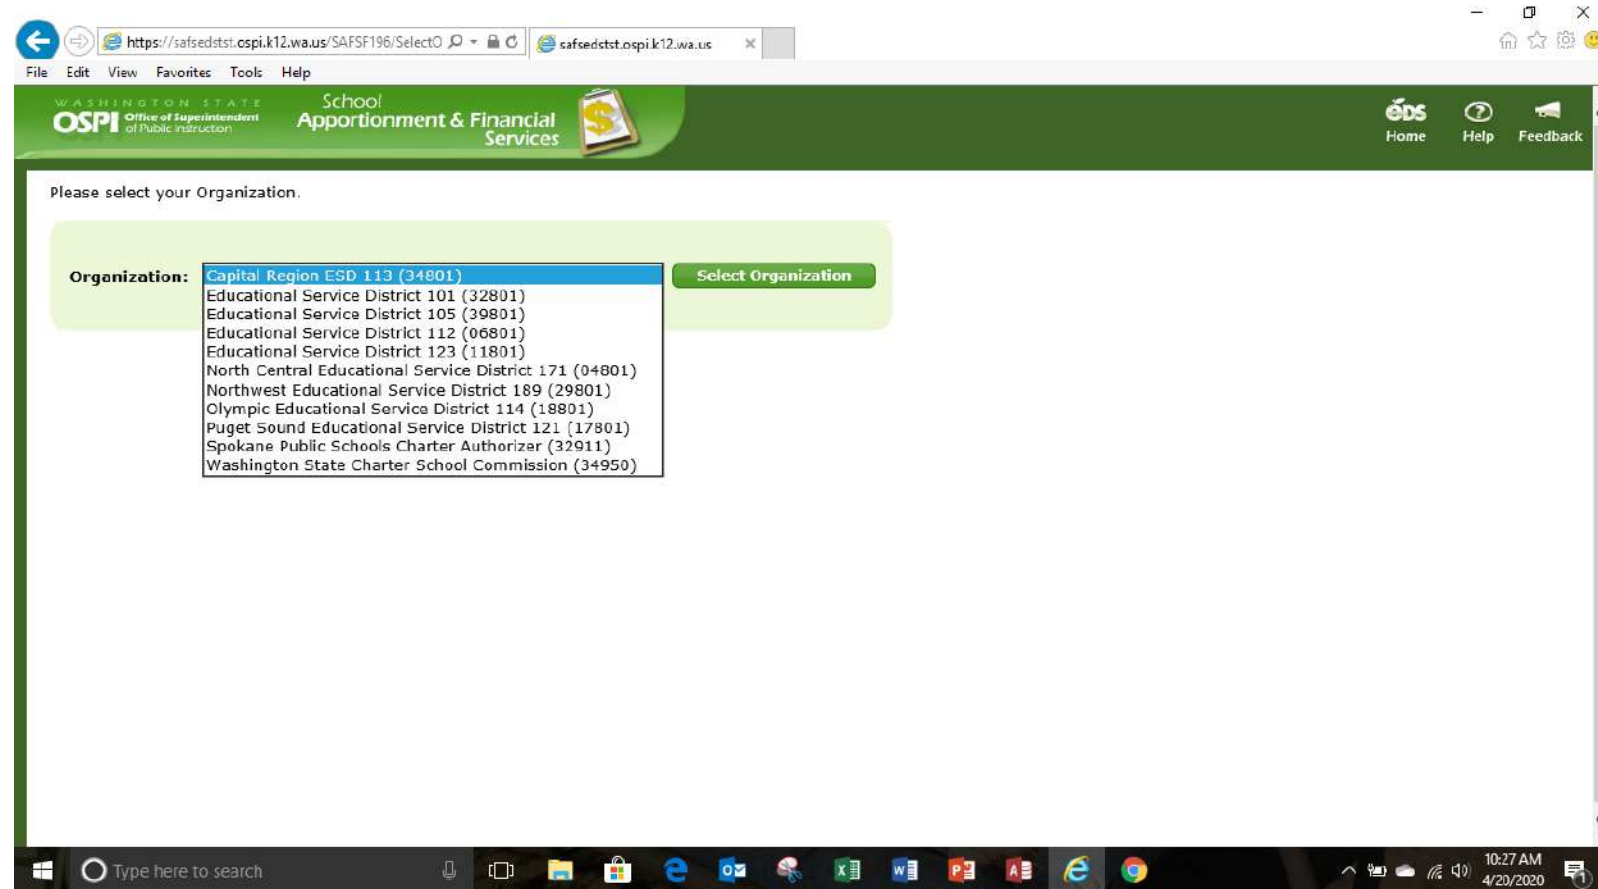 https://safsedstst.ospi.k12.wa.us/SAFSF196/SelectO
safsedstst.ospi.k12.wa.us
File Edit View Favorites Tools Help
WASHINGTON STATE
OSPI Office of Superintendent of Public Instruction
School
Apportionment & Financial
Services
eds
Home
Help
Feedback
Please select your Organization.
Organization:
Capital Region ESD 113 (34801)
Select Organization
Educational Service District 101 (32801)
Educational Service District 105 (39801)
Educational Service District 112 (06801)
Educational Service District 123 (11801)
North Central Educational Service District 171 (04801)
Northwest Educational Service District 189 (29801)
Olympic Educational Service District 114 (18801)
Puget Sound Educational Service District 121 (17801)
Spokane Public Schools Charter Authorizer (32911)
Washington State Charter School Commission (34950)
Type here to search
10:27 AM
4/20/2020